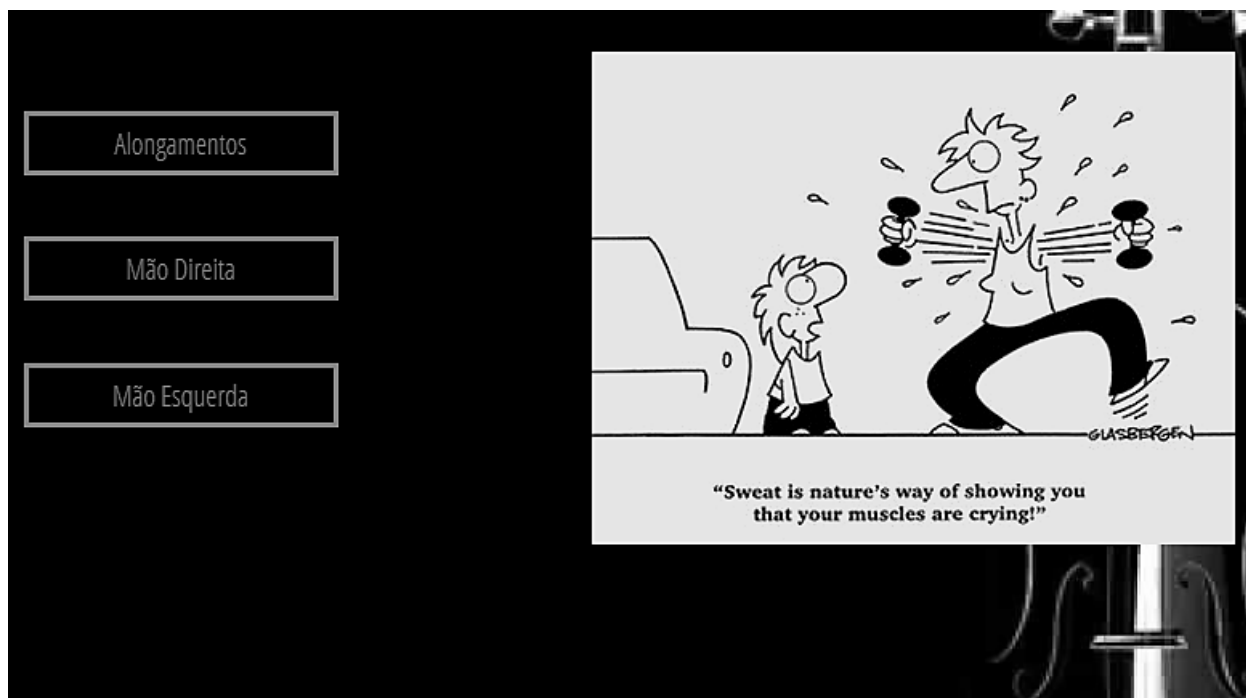 Alongamentos
Mão Direita
Mão Esquerda
GLASBERGEN
“Sweat is nature’s way of showing you
that your muscles are crying!”